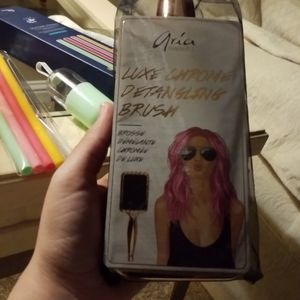 aria
LUXE CHROME
DETANGLING
BRUSH
BROSSE
DÉMÊLANTE
CHROMÉE
DE LUXE